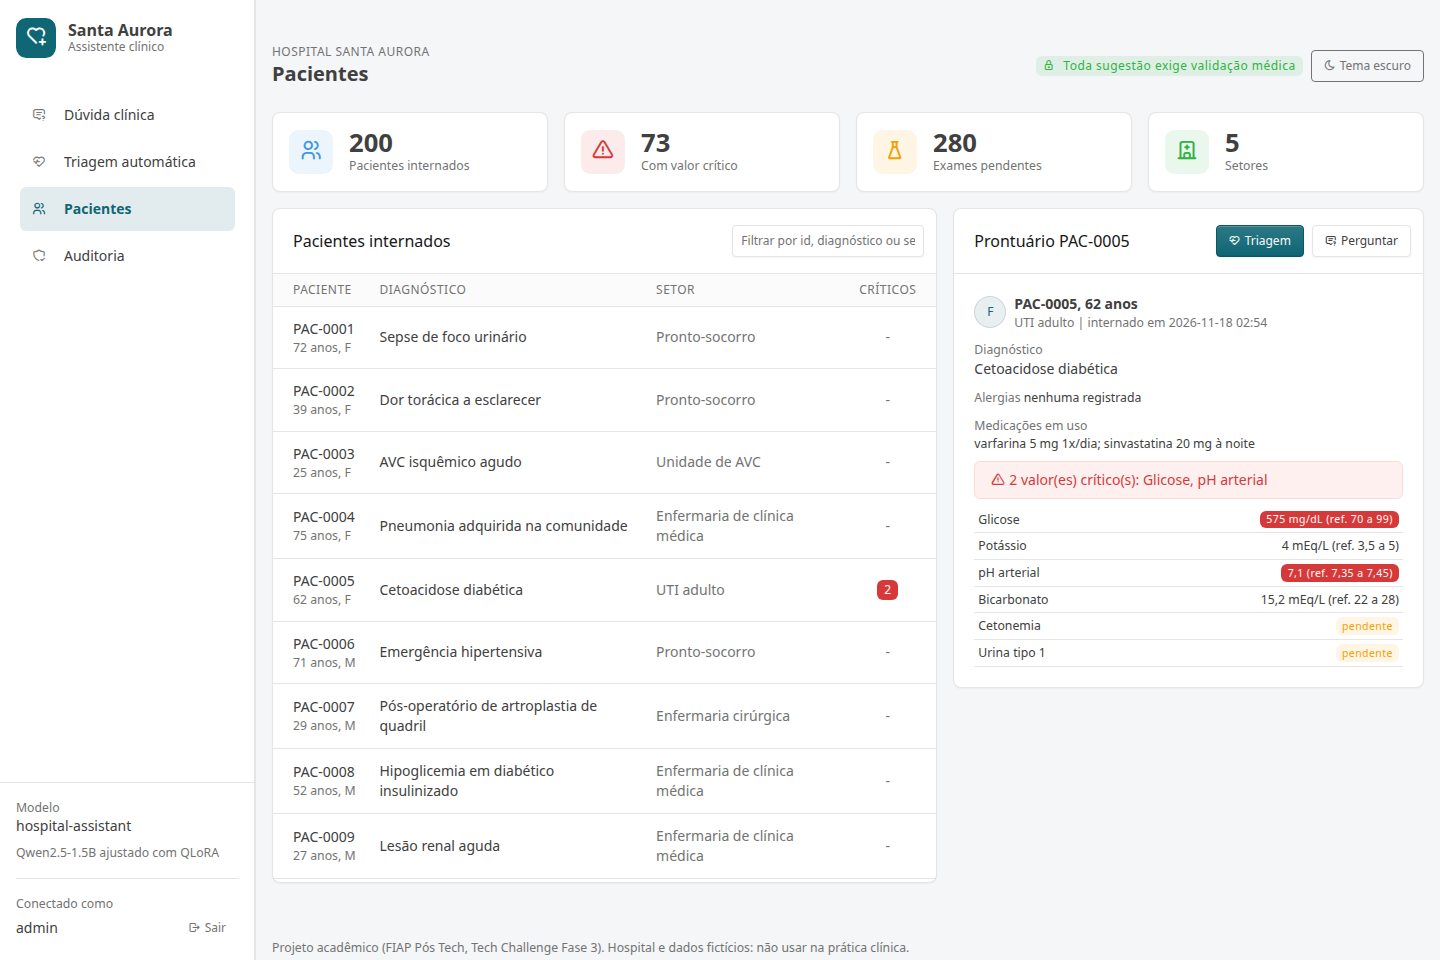 Santa Aurora
Assistente clínico
Dúvida clínica
Triagem automática
Pacientes
Auditoria
Modelo
hospital-assistant
Qwen2.5-1.5B ajustado com QLoRA
Conectado como
admin
Sair
HOSPITAL SANTA AURORA
Pacientes
Toda sugestão exige validação médica
Tema escuro
200
Pacientes internados
73
Com valor crítico
280
Exames pendentes
5
Setores
Pacientes internados
Filtrar por id, diagnóstico ou se
PACIENTE DIAGNÓSTICO SETOR CRÍTICOS
PAC-0001
72 anos, F
Sepse de foco urinário
Pronto-socorro
-
PAC-0002
39 anos, F
Dor torácica a esclarecer
Pronto-socorro
-
PAC-0003
25 anos, F
AVC isquêmico agudo
Unidade de AVC
-
PAC-0004
75 anos, F
Pneumonia adquirida na comunidade
Enfermaria de clínica
médica
-
PAC-0005
62 anos, F
Cetoacidose diabética
UTI adulto
2
PAC-0006
71 anos, M
Emergência hipertensiva
Pronto-socorro
-
PAC-0007
29 anos, M
Pós-operatório de artroplastia de
quadril
Enfermaria cirúrgica
-
PAC-0008
52 anos, M
Hipoglicemia em diabético
insulinizado
Enfermaria de clínica
médica
-
PAC-0009
27 anos, M
Lesão renal aguda
Enfermaria de clínica
médica
-
Prontuário PAC-0005
Triagem
Perguntar
F
PAC-0005, 62 anos
UTI adulto | internado em 2026-11-18 02:54
Diagnóstico
Cetoacidose diabética
Alergias nenhuma registrada
Medicações em uso
varfarina 5 mg 1x/dia; sinvastatina 20 mg à noite
2 valor(es) crítico(s): Glicose, pH arterial
Glicose 575 mg/dL (ref. 70 a 99)
Potássio 4 mEq/L (ref. 3,5 a 5)
pH arterial 7,1 (ref. 7,35 a 7,45)
Bicarbonato 15,2 mEq/L (ref. 22 a 28)
Cetonemia pendente
Urina tipo 1 pendente
Projeto acadêmico (FIAP Pós Tech, Tech Challenge Fase 3). Hospital e dados fictícios: não usar na prática clínica.